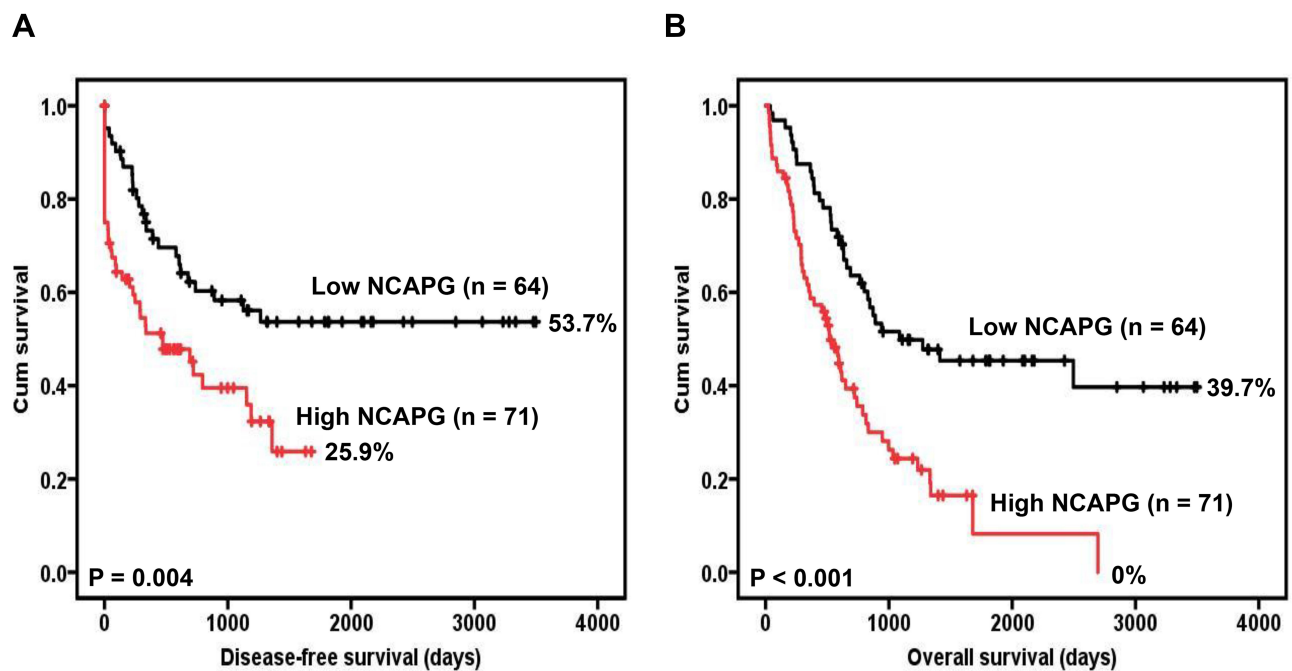 A
1.0
0.8
0.6
0.4
0.2
0.0
Cum survival
Low NCAPG (n = 64)
53.7%
High NCAPG (n = 71)
25.9%
P = 0.004
0 1000 2000 3000 4000
Disease-free survival (days)
B
1.0
0.8
0.6
0.4
0.2
0.0
Cum survival
Low NCAPG (n = 64)
39.7%
High NCAPG (n = 71)
0%
P < 0.001
0 1000 2000 3000 4000
Overall survival (days)